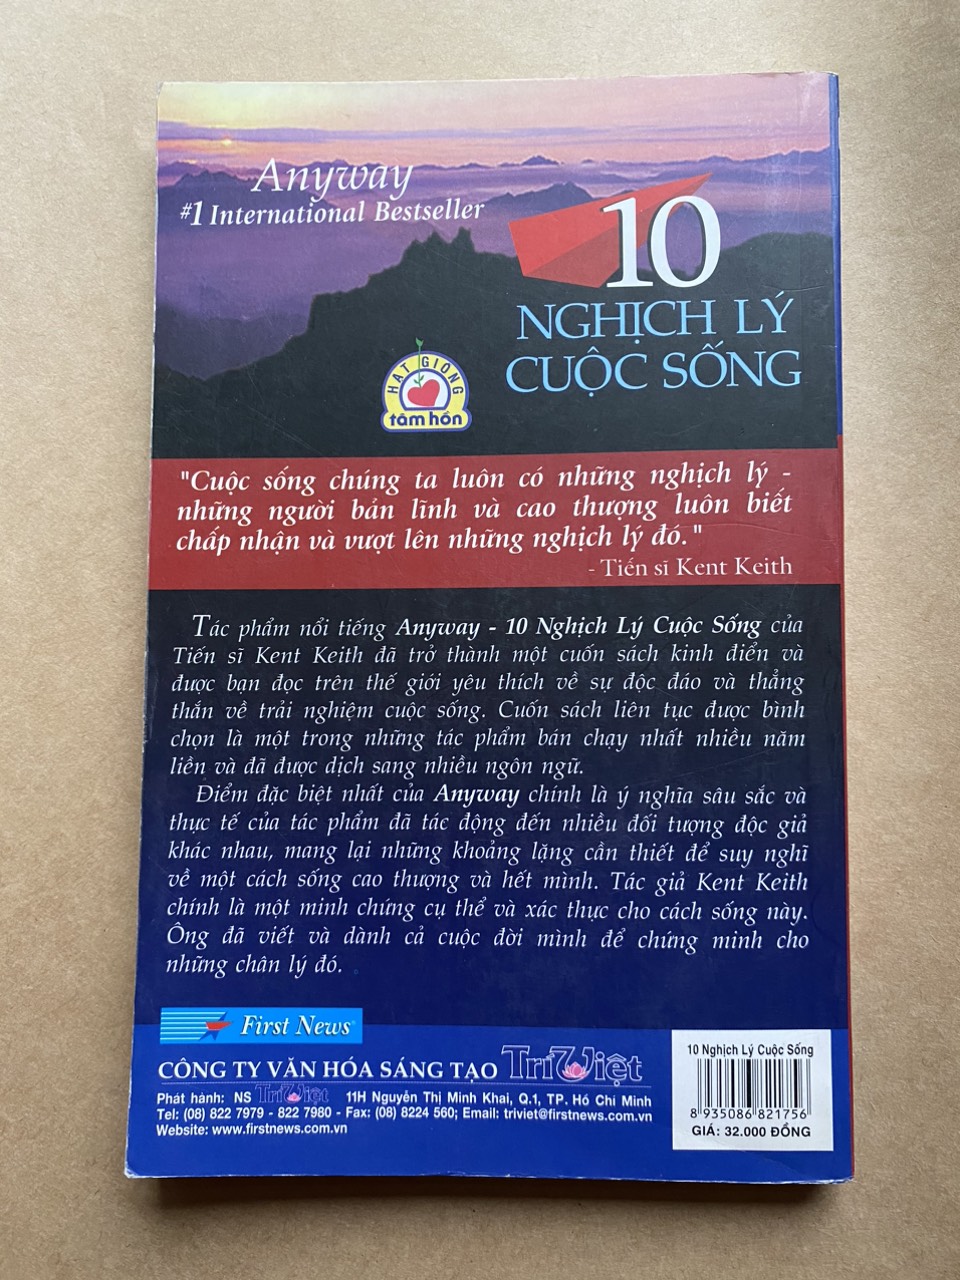 Anyway
#1 International Bestseller
10
NGHỊCH LÝ
CUỘC SỐNG
HẠT GIỐNG
tâm hồn
"Cuộc sống chúng ta luôn có những nghịch lý -
những người bản lĩnh và cao thượng luôn biết
chấp nhận và vượt lên những nghịch lý đó."
- Tiến sĩ Kent Keith
Tác phẩm nổi tiếng Anyway - 10 Nghịch Lý Cuộc Sống của
Tiến sĩ Kent Keith đã trở thành một cuốn sách kinh điển và
được bạn đọc trên thế giới yêu thích về sự độc đáo và thẳng
thắn về trải nghiệm cuộc sống. Cuốn sách liên tục được bình
chọn là một trong những tác phẩm bán chạy nhất nhiều năm
liền và đã được dịch sang nhiều ngôn ngữ.
Điểm đặc biệt nhất của Anyway chính là ý nghĩa sâu sắc và
thực tế của tác phẩm đã tác động đến nhiều đối tượng độc giả
khác nhau, mang lại những khoảng lặng cần thiết để suy nghĩ
về một cách sống cao thượng và hết mình. Tác giả Kent Keith
chính là một minh chứng cụ thể và xác thực cho cách sống này.
Ông đã viết và dành cả cuộc đời mình để chứng minh cho
những chân lý đó.
First News®
CÔNG TY VĂN HÓA SÁNG TẠO Trí Việt
Phát hành: NS Trí Việt 11H Nguyễn Thị Minh Khai, Q.1, TP. Hồ Chí Minh
Tel: (08) 822 7979 - 822 7980 - Fax: (08) 8224 560; Email: triviet@firstnews.com.vn
Website: www.firstnews.com.vn
10 Nghịch Lý Cuộc Sống
8 935086 821756
GIÁ: 32.000 ĐỒNG